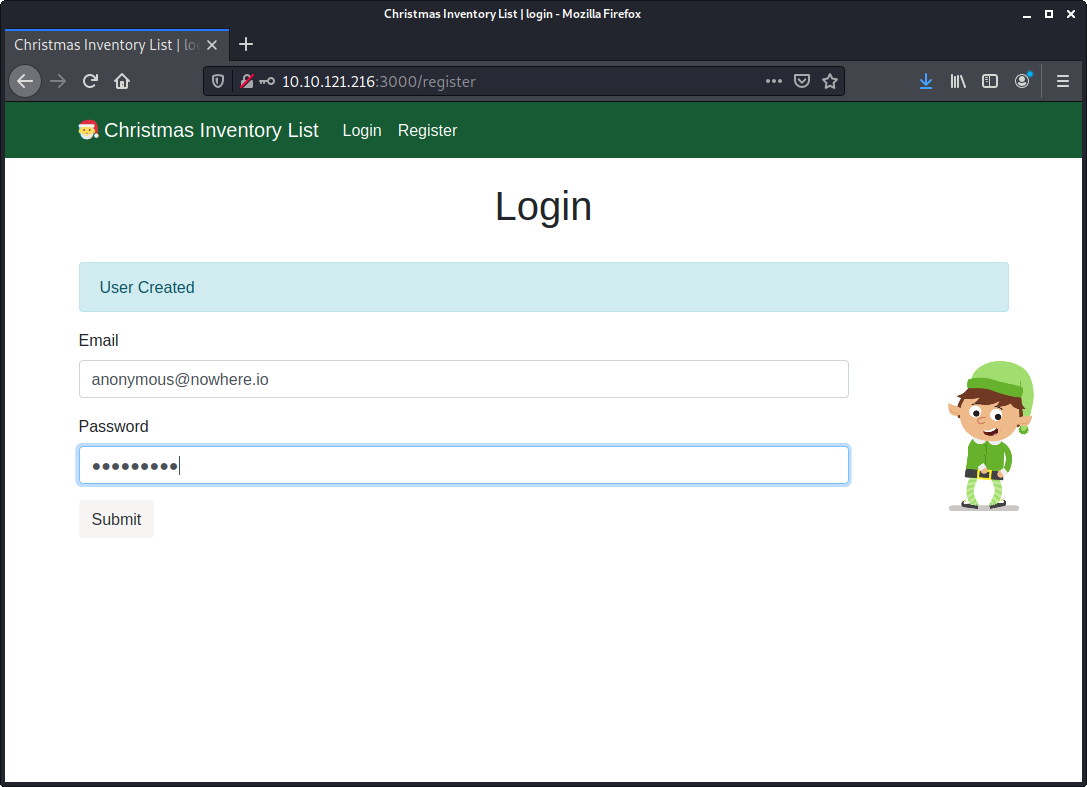 Christmas Inventory List | login - Mozilla Firefox
Christmas Inventory List | lo
10.10.121.216:3000/register
Christmas Inventory List Login Register
Login
User Created
Email
anonymous@nowhere.io
Password
Submit